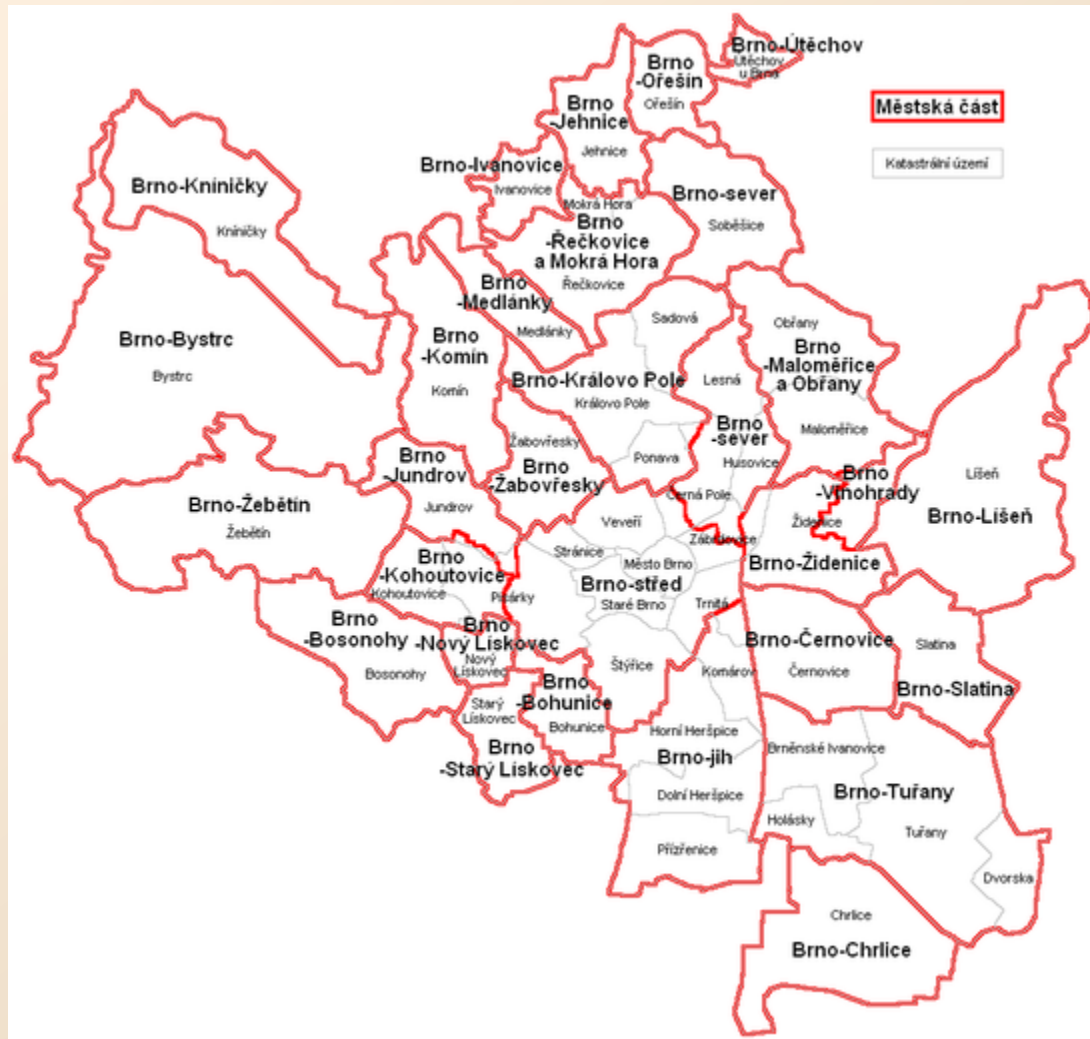 Brno-Útěchov
Útěchov
u Brna
Brno
-Ořešín
Ořešín
Městská část
Brno
-Jehnice
Jehnice
Katastrální území
Brno-Ivanovice
Ivanovice
Brno-Kníničky
Kníničky
Brno-sever
Soběšice
Mokrá Hora
Brno
-Řečkovice
a Mokrá Hora
Řečkovice
Brno
-Medlánky
Medlánky
Sadová
Obřany
Brno
-Maloměřice
a Obřany
Maloměřice
Brno-Bystrc
Bystrc
Brno
-Komín
Komín
Brno-Královo Pole
Královo Pole
Lesná
Brno
-sever
Husovice
Žabovřesky
Brno
-Žabovřesky
Ponava
Brno
-Jundrov
Jundrov
Černá Pole
Brno
-Vinohrady
Líšeň
Brno-Líšeň
Židenice
Brno-Židenice
Brno-Žebětín
Žebětín
Veveří
Zábrdovice
Stránice
Město Brno
Brno-střed
Staré Brno
Trnitá
Brno
-Kohoutovice
Kohoutovice
Pisárky
Brno
-Bosonohy
Bosonohy
Brno
-Nový Lískovec
Nový
Lískovec
Štýřice
Komárov
Brno-Černovice
Černovice
Slatina
Brno-Slatina
Starý
Lískovec
Brno
-Starý Lískovec
Brno
-Bohunice
Bohunice
Horní Heršpice
Brno-jih
Dolní Heršpice
Přízřenice
Brněnské Ivanovice
Brno-Tuřany
Holásky
Tuřany
Dvorska
Chrlice
Brno-Chrlice